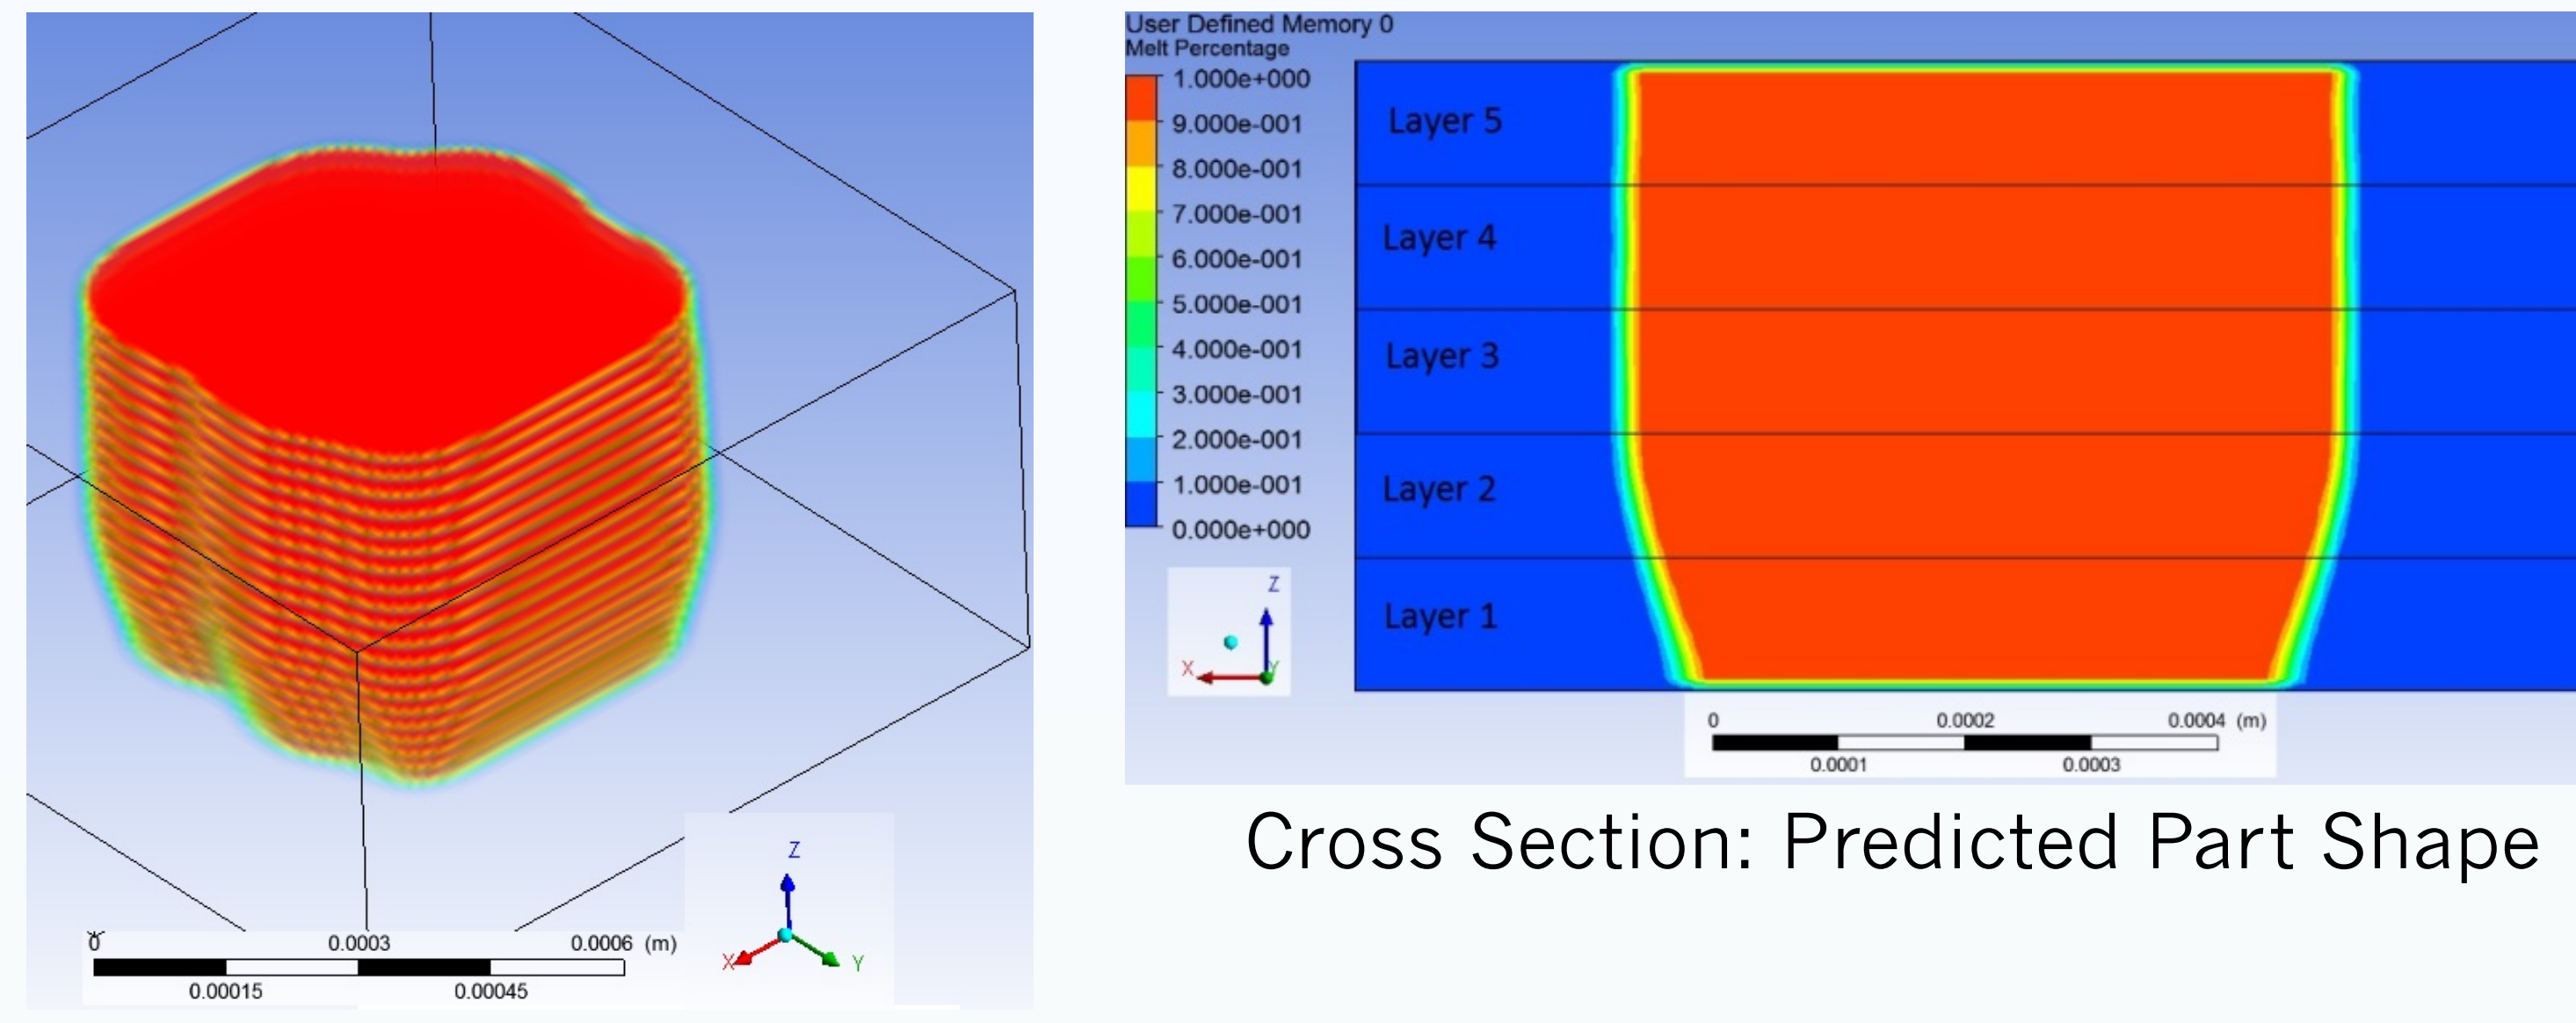 0
0.0003
0.0006 (m)
0.00015
0.00045
Z
X
Y
User Defined Memory 0
Melt Percentage
1.000e+000
9.000e-001
8.000e-001
7.000e-001
6.000e-001
5.000e-001
4.000e-001
3.000e-001
2.000e-001
1.000e-001
0.000e+000
Layer 5
Layer 4
Layer 3
Layer 2
Layer 1
Z
X
Y
0
0.0002
0.0004 (m)
0.0001
0.0003
Cross Section: Predicted Part Shape